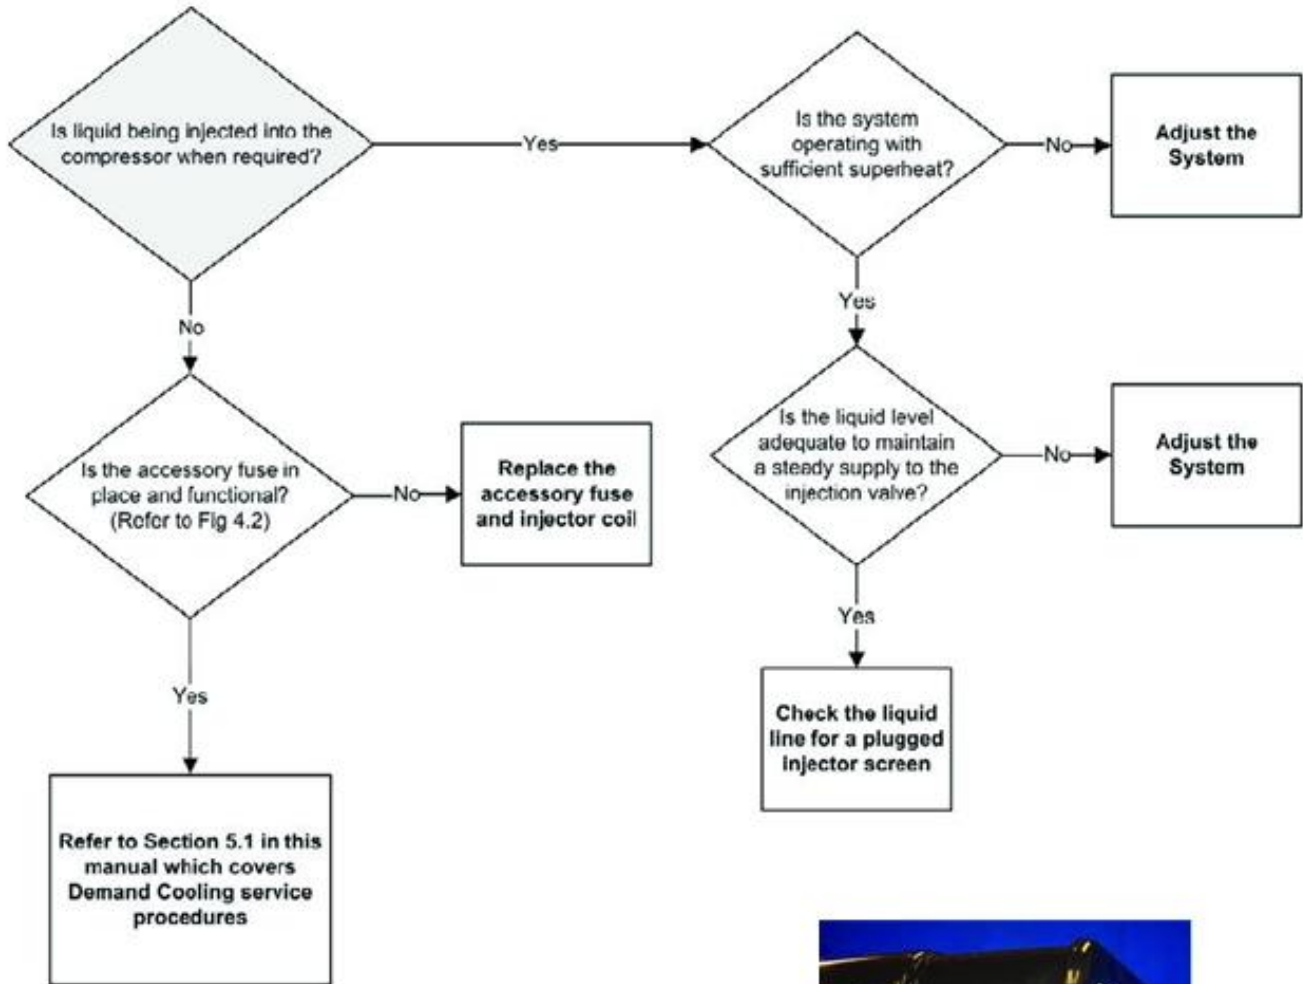 Is liquid being injected into the
compressor when required?
Yes
Is the system
operating with
sufficient superheat?
No
Adjust the
System
No
Yes
Is the accessory fuse in
place and functional?
(Refer to Fig 4.2)
No
Replace the
accessory fuse
and injector coil
Is the liquid level
adequate to maintain
a steady supply to the
injection valve?
No
Adjust the
System
Yes
Yes
Check the liquid
line for a plugged
injector screen
Refer to Section 5.1 in this
manual which covers
Demand Cooling service
procedures